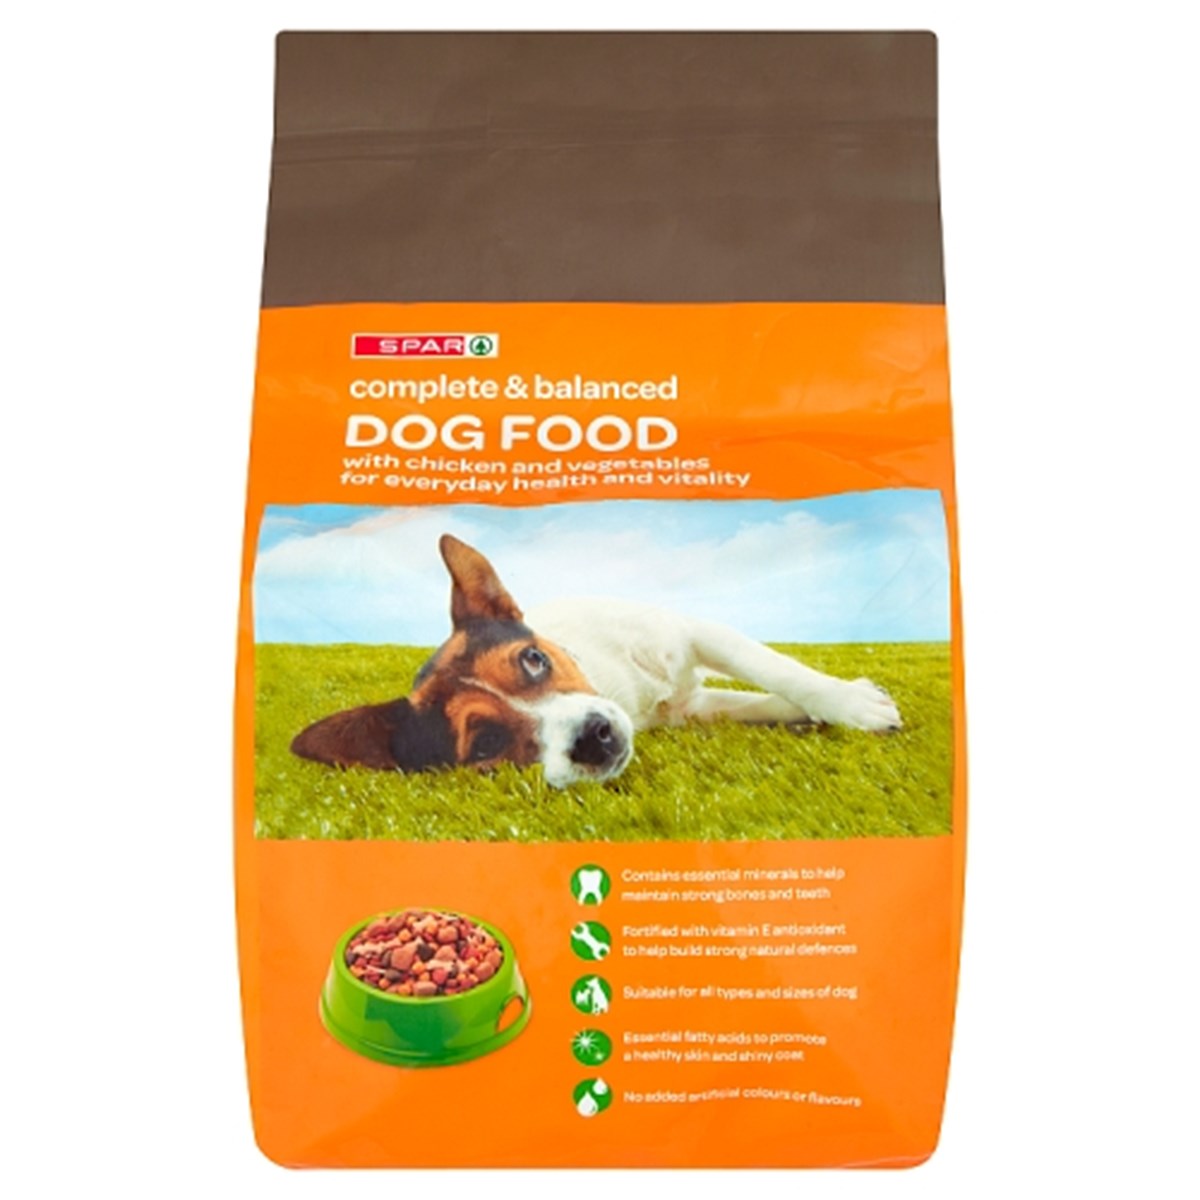 SPAR
complete & balanced
DOG FOOD
with chicken and vegetables
for everyday health and vitality
Contains essential minerals to help
maintain strong bones and teeth
Fortified with vitamin E antioxidant
to help build strong natural defences
Suitable for all types and sizes of dog
Essential fatty acids to promote
a healthy skin and shiny coat
No added artificial colours or flavours